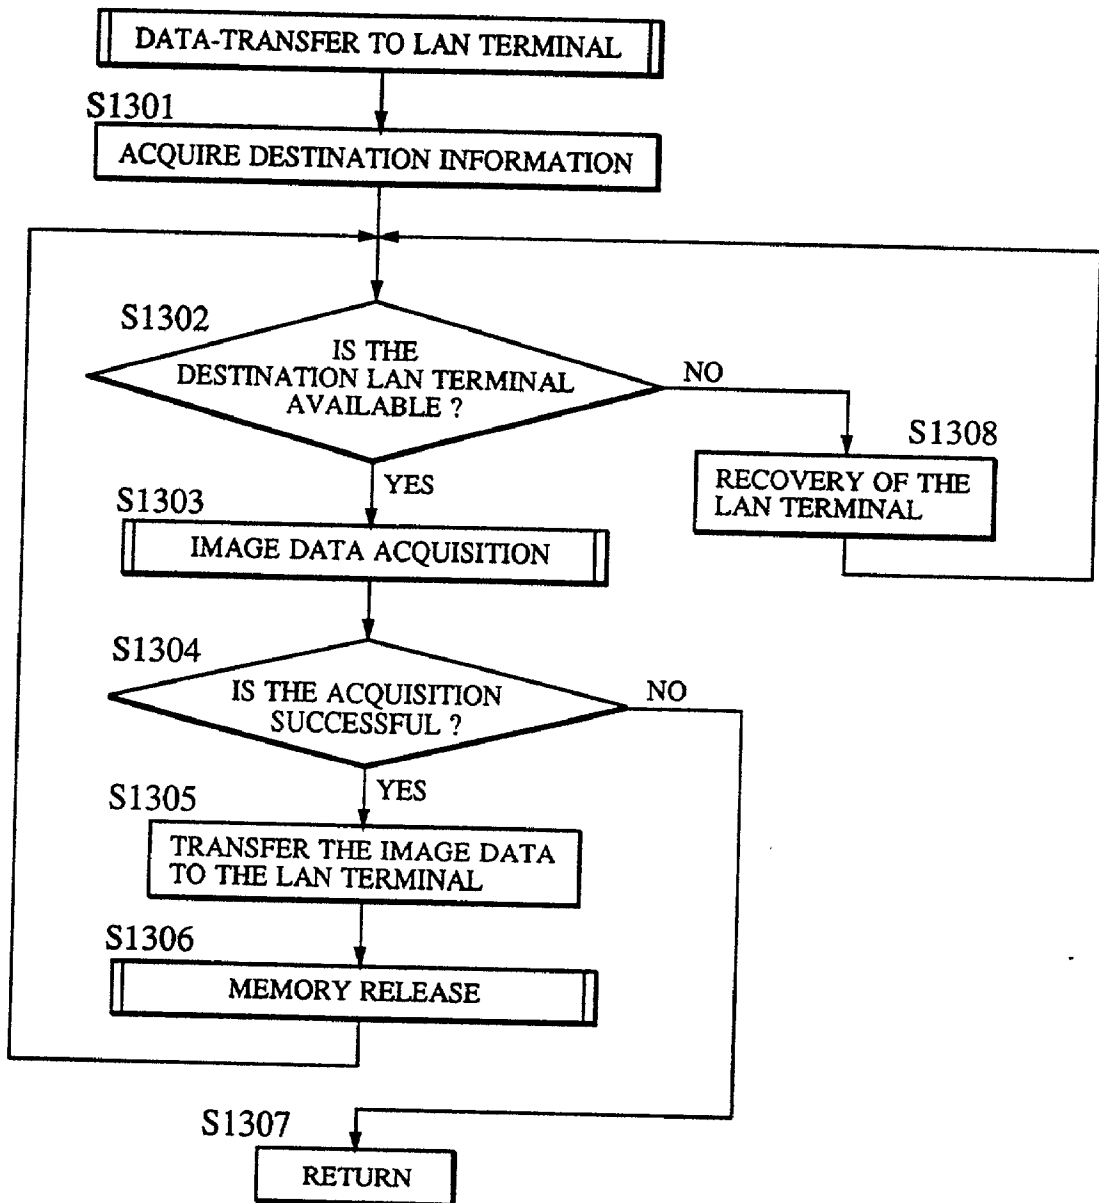 DATA-TRANSFER TO LAN TERMINAL
S1301
ACQUIRE DESTINATION INFORMATION
S1302
IS THE
DESTINATION LAN TERMINAL
AVAILABLE ?
NO
YES
S1308
RECOVERY OF THE
LAN TERMINAL
S1303
IMAGE DATA ACQUISITION
S1304
IS THE ACQUISITION
SUCCESSFUL ?
NO
YES
S1305
TRANSFER THE IMAGE DATA
TO THE LAN TERMINAL
S1306
MEMORY RELEASE
S1307
RETURN